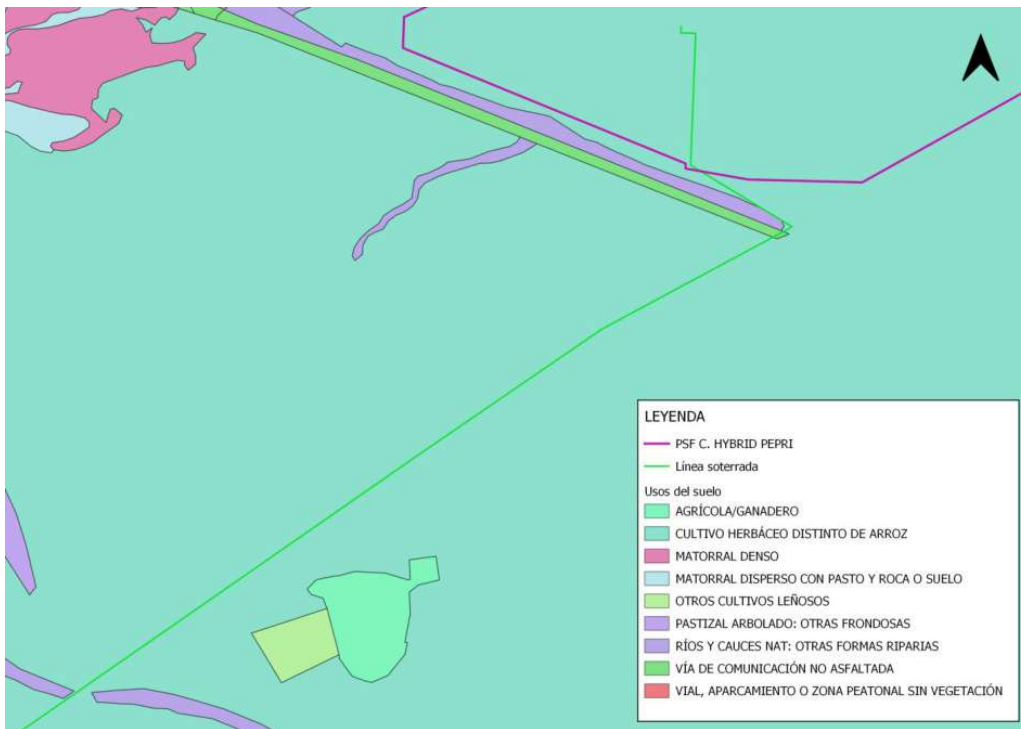 LEYENDA
PSF C. HYBRID PEPRI
Línea soterrada
Usos del suelo
AGRÍCOLA/GANADERO
CULTIVO HERBÁCEO DISTINTO DE ARROZ
MATORRAL DENSO
MATORRAL DISPERSO CON PASTO Y ROCA O SUELO
OTROS CULTIVOS LEÑOSOS
PASTIZAL ARBOLADO: OTRAS FRONDOSAS
RÍOS Y CAUCES NAT: OTRAS FORMAS RIPARIAS
VÍA DE COMUNICACIÓN NO ASFALTADA
VIAL, APARCAMIENTO O ZONA PEATONAL SIN VEGETACIÓN